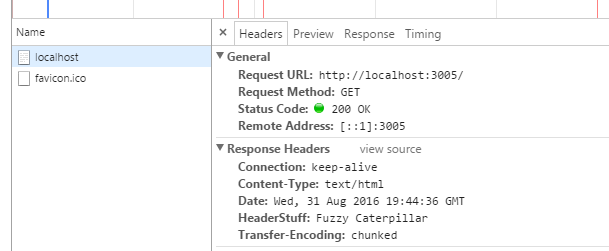 Name
localhost
favicon.ico
× Headers Preview Response Timing
General
Request URL: http://localhost:3005/
Request Method: GET
Status Code: 200 OK
Remote Address: [::1]:3005
Response Headers view source
Connection: keep-alive
Content-Type: text/html
Date: Wed, 31 Aug 2016 19:44:36 GMT
HeaderStuff: Fuzzy Caterpillar
Transfer-Encoding: chunked